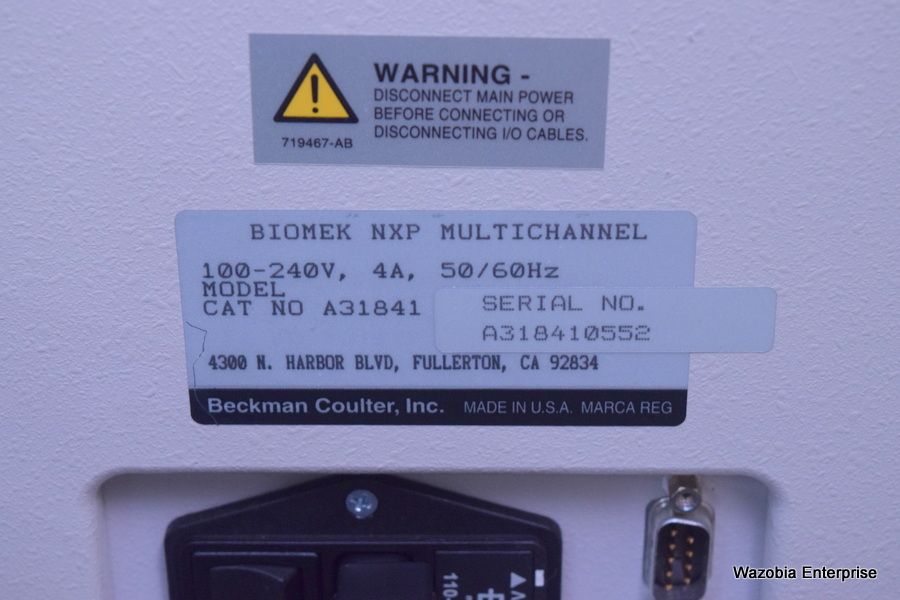 WARNING -
DISCONNECT MAIN POWER
BEFORE CONNECTING OR
DISCONNECTING I/O CABLES.
719467-AB
BIOMEK NXP MULTICHANNEL
100-240V, 4A, 50/60Hz
MODEL
CAT NO A31841
SERIAL NO.
A318410552
4300 N. HARBOR BLVD, FULLERTON, CA 92834
Beckman Coulter, Inc. MADE IN U.S.A. MARCA REG
Wazobia Enterprise